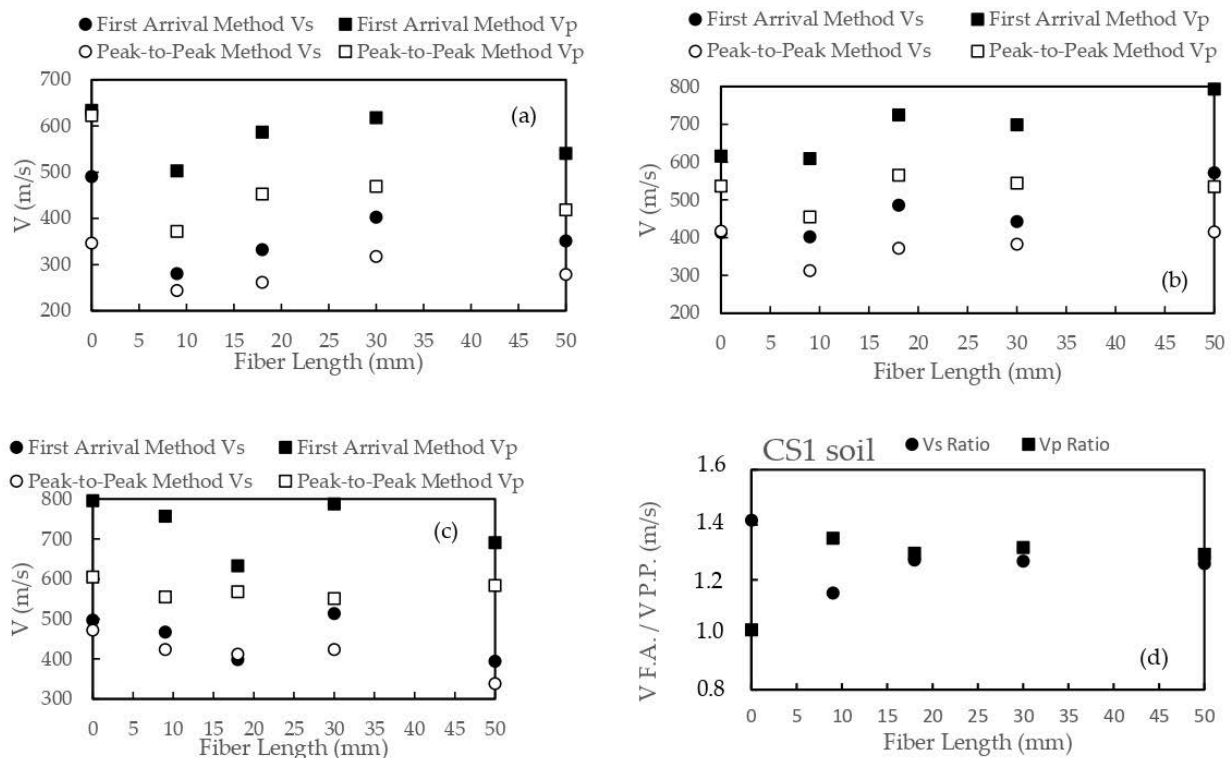 ● First Arrival Method Vs ■ First Arrival Method Vp
○ Peak-to-Peak Method Vs □ Peak-to-Peak Method Vp
700
600
500
400
300
200
V (m/s)
(a)
0 5 10 15 20 25 30 35 40 45 50
Fiber Length (mm)
● First Arrival Method Vs ■ First Arrival Method Vp
○ Peak-to-Peak Method Vs □ Peak-to-Peak Method Vp
800
700
600
500
400
300
200
V (m/s)
(b)
0 5 10 15 20 25 30 35 40 45 50
Fiber Length (mm)
● First Arrival Method Vs ■ First Arrival Method Vp
○ Peak-to-Peak Method Vs □ Peak-to-Peak Method Vp
800
700
600
500
400
300
V (m/s)
(c)
0 10 20 30 40 50
Fiber Length (mm)
CS1 soil ● Vs Ratio ■ Vp Ratio
1.6
1.4
1.2
1.0
0.8
V F.A. / V P.P. (m/s)
(d)
0 5 10 15 20 25 30 35 40 45 50
Fiber Length (mm)